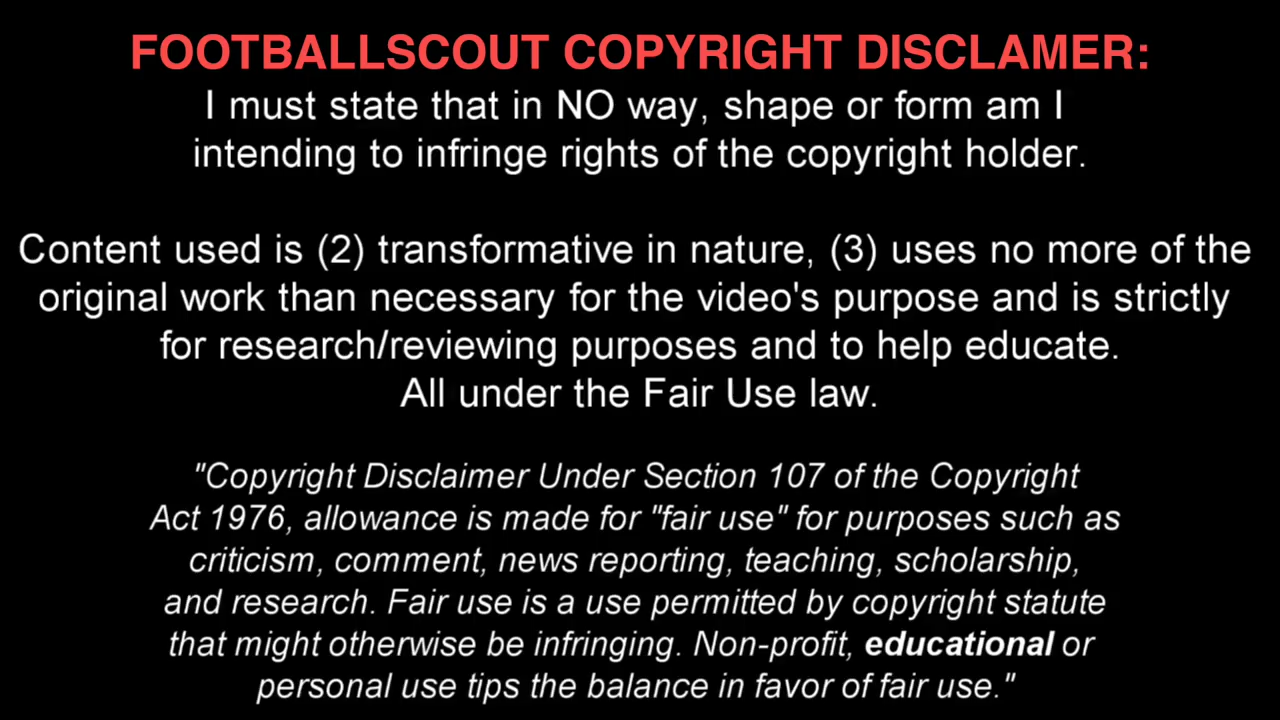 FOOTBALLSCOUT COPYRIGHT DISCLAMER:
I must state that in NO way, shape or form am I
intending to infringe rights of the copyright holder.
Content used is (2) transformative in nature, (3) uses no more of the
original work than necessary for the video's purpose and is strictly
for research/reviewing purposes and to help educate.
All under the Fair Use law.
"Copyright Disclaimer Under Section 107 of the Copyright
Act 1976, allowance is made for "fair use" for purposes such as
criticism, comment, news reporting, teaching, scholarship,
and research. Fair use is a use permitted by copyright statute
that might otherwise be infringing. Non-profit, educational or
personal use tips the balance in favor of fair use."